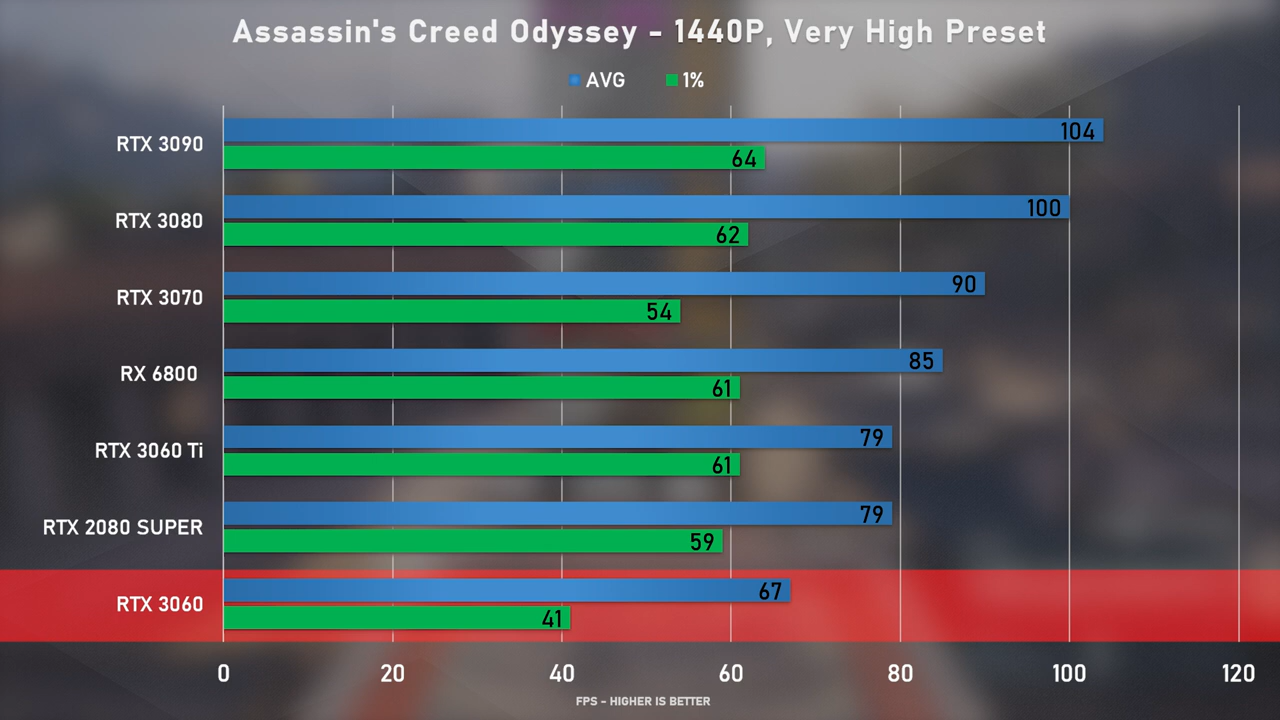 Assassin's Creed Odyssey - 1440P, Very High Preset
AVG 1%
RTX 3090
104
64
RTX 3080
100
62
RTX 3070
90
54
RX 6800
85
61
RTX 3060 Ti
79
61
RTX 2080 SUPER
79
59
RTX 3060
67
41
0 20 40 60 80 100 120
FPS - HIGHER IS BETTER